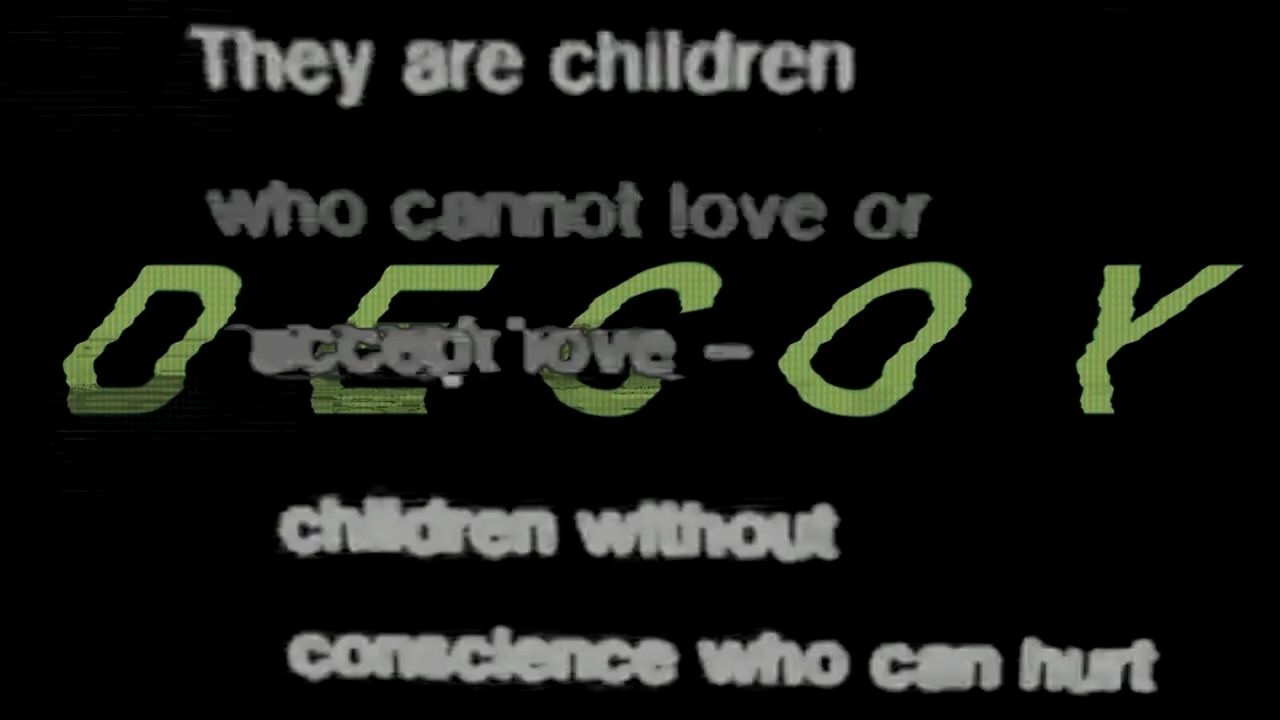 They are children
who cannot love or
DECOY
accept love –
children without
conscience who can hurt